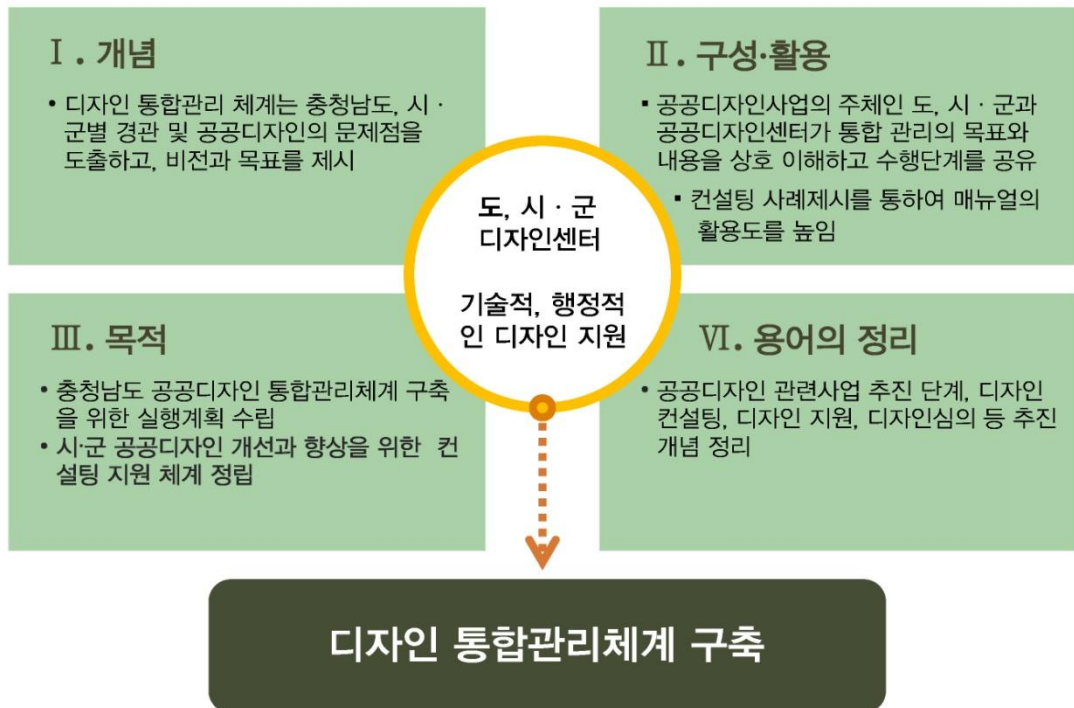 Ⅰ. 개념
• 디자인 통합관리 체계는 충청남도, 시 ·
군별 경관 및 공공디자인의 문제점을
도출하고, 비전과 목표를 제시
Ⅱ. 구성·활용
▪ 공공디자인사업의 주체인 도, 시 · 군과
공공디자인센터가 통합 관리의 목표와
내용을 상호 이해하고 수행단계를 공유
▪ 컨설팅 사례제시를 통하여 매뉴얼의
활용도를 높임
도, 시 · 군
디자인센터
기술적, 행정적
인 디자인 지원
Ⅲ. 목적
• 충청남도 공공디자인 통합관리체계 구축
을 위한 실행계획 수립
• 시·군 공공디자인 개선과 향상을 위한 컨
설팅 지원 체계 정립
Ⅵ. 용어의 정리
• 공공디자인 관련사업 추진 단계, 디자인
컨설팅, 디자인 지원, 디자인심의 등 추진
개념 정리
디자인 통합관리체계 구축